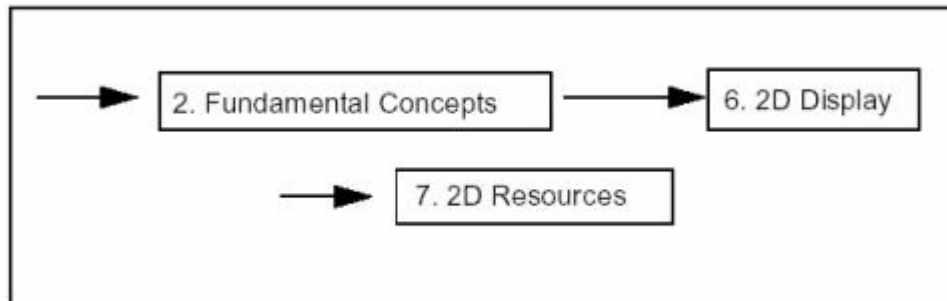 2. Fundamental Concepts
6. 2D Display
7. 2D Resources